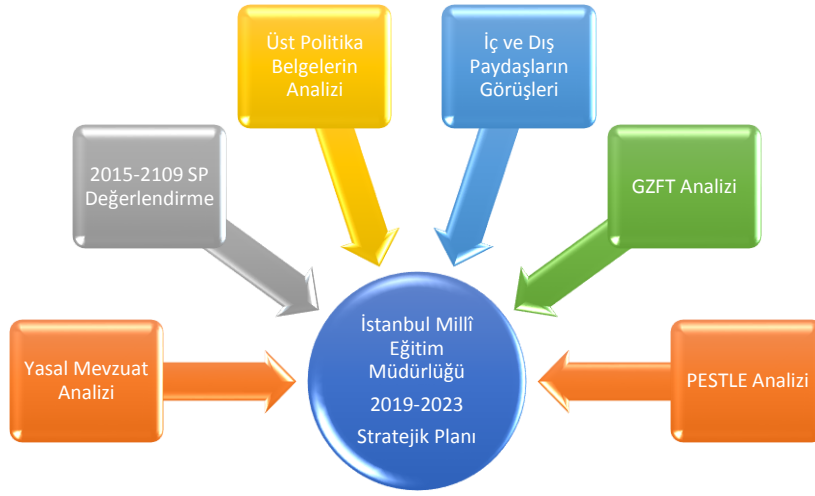 Üst Politika
Belgelerin
Analizi
İç ve Dış
Paydaşların
Görüşleri
2015-2109 SP
Değerlendirme
GZFT Analizi
Yasal Mevzuat
Analizi
İstanbul Millî
Eğitim
Müdürlüğü
2019-2023
Stratejik Planı
PESTLE Analizi